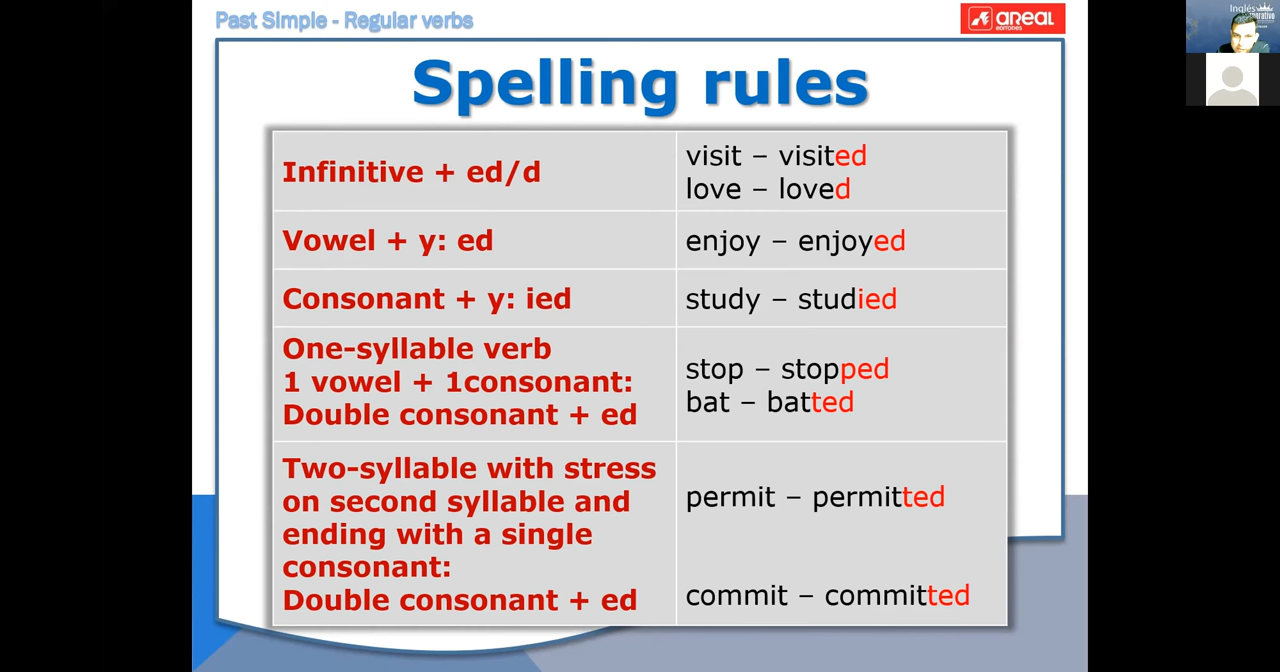 Past Simple - Regular verbs
AREAL
EDITORES
Inglés
Spelling rules
Infinitive + ed/d
visit – visited
love – loved
Vowel + y: ed
enjoy – enjoyed
Consonant + y: ied
study – studied
One-syllable verb
1 vowel + 1consonant:
Double consonant + ed
stop – stopped
bat – batted
Two-syllable with stress
on second syllable and
ending with a single
consonant:
Double consonant + ed
permit – permitted
commit – committed